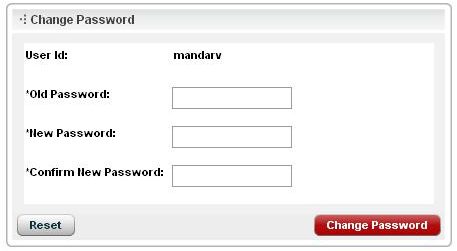 Change Password
User Id: mandarv
*Old Password:
*New Password:
*Confirm New Password:
Reset Change Password